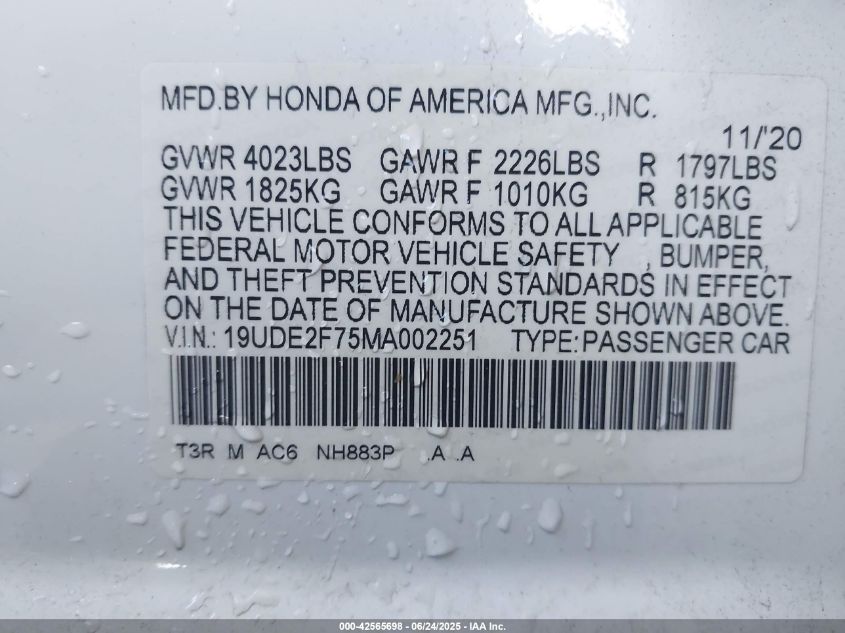 MFD.BY HONDA OF AMERICA MFG.,INC.
11/'20
GVWR 4023LBS GAWR F 2226LBS R 1797LBS
GVWR 1825KG GAWR F 1010KG R 815KG
THIS VEHICLE CONFORMS TO ALL APPLICABLE
FEDERAL MOTOR VEHICLE SAFETY , BUMPER,
AND THEFT PREVENTION STANDARDS IN EFFECT
ON THE DATE OF MANUFACTURE SHOWN ABOVE.
V.I.N.: 19UDE2F75MA002251 TYPE:PASSENGER CAR
T3R M AC6 NH883P .A .A
000-42565698 - 06/24/2025 - IAA Inc.